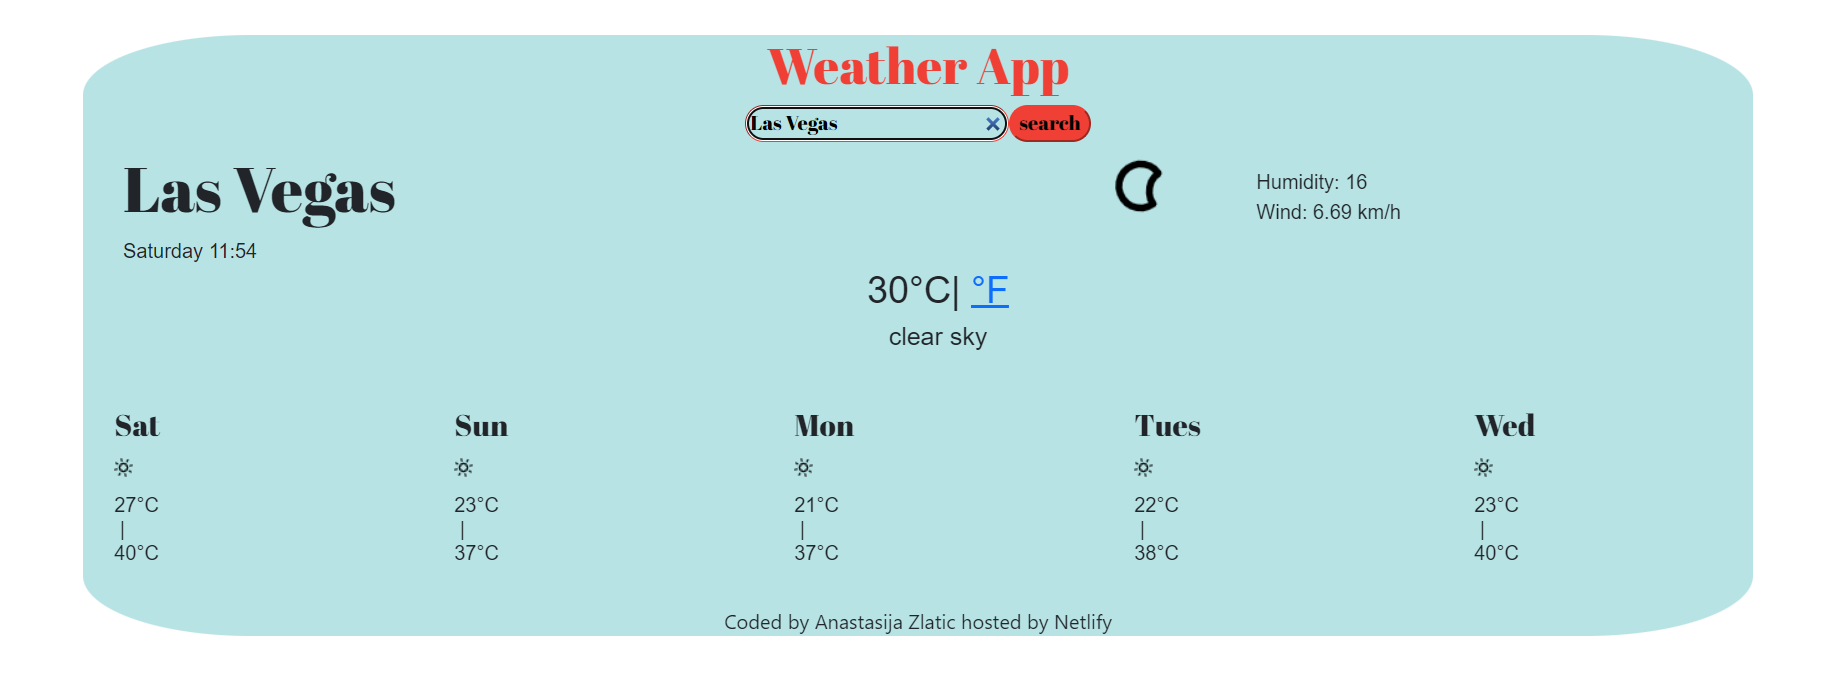 Weather App
Las Vegas
search
Las Vegas
Humidity: 16
Wind: 6.69 km/h
Saturday 11:54
30°C| °F
clear sky
Sat
27°C
|
40°C
Sun
23°C
|
37°C
Mon
21°C
|
37°C
Tues
22°C
|
38°C
Wed
23°C
|
40°C
Coded by Anastasija Zlatic hosted by Netlify